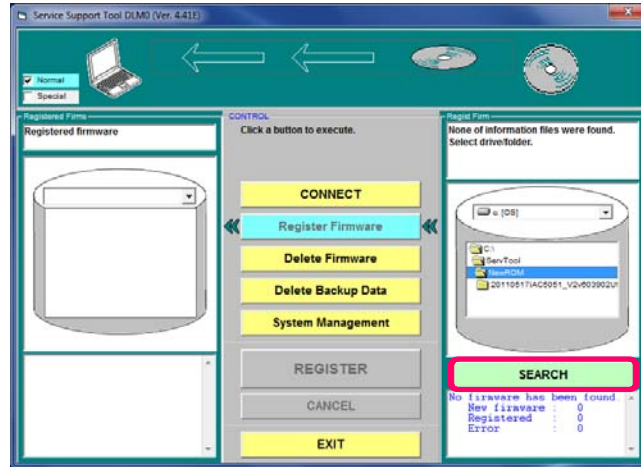 Service Support Tool DLM0 (Ver. 4.41E)
Normal
Special
Registered Firms
Registered firmware
CONTROL
Click a button to execute.
CONNECT
Register Firmware
Delete Firmware
Delete Backup Data
System Management
REGISTER
CANCEL
EXIT
Regist Firm
None of information files were found.
Select drive/folder.
c: [OS]
C:\
ServTool
NewROM
SEARCH
No firmware has been found.
New firmware : 0
Registered : 0
Error : 0